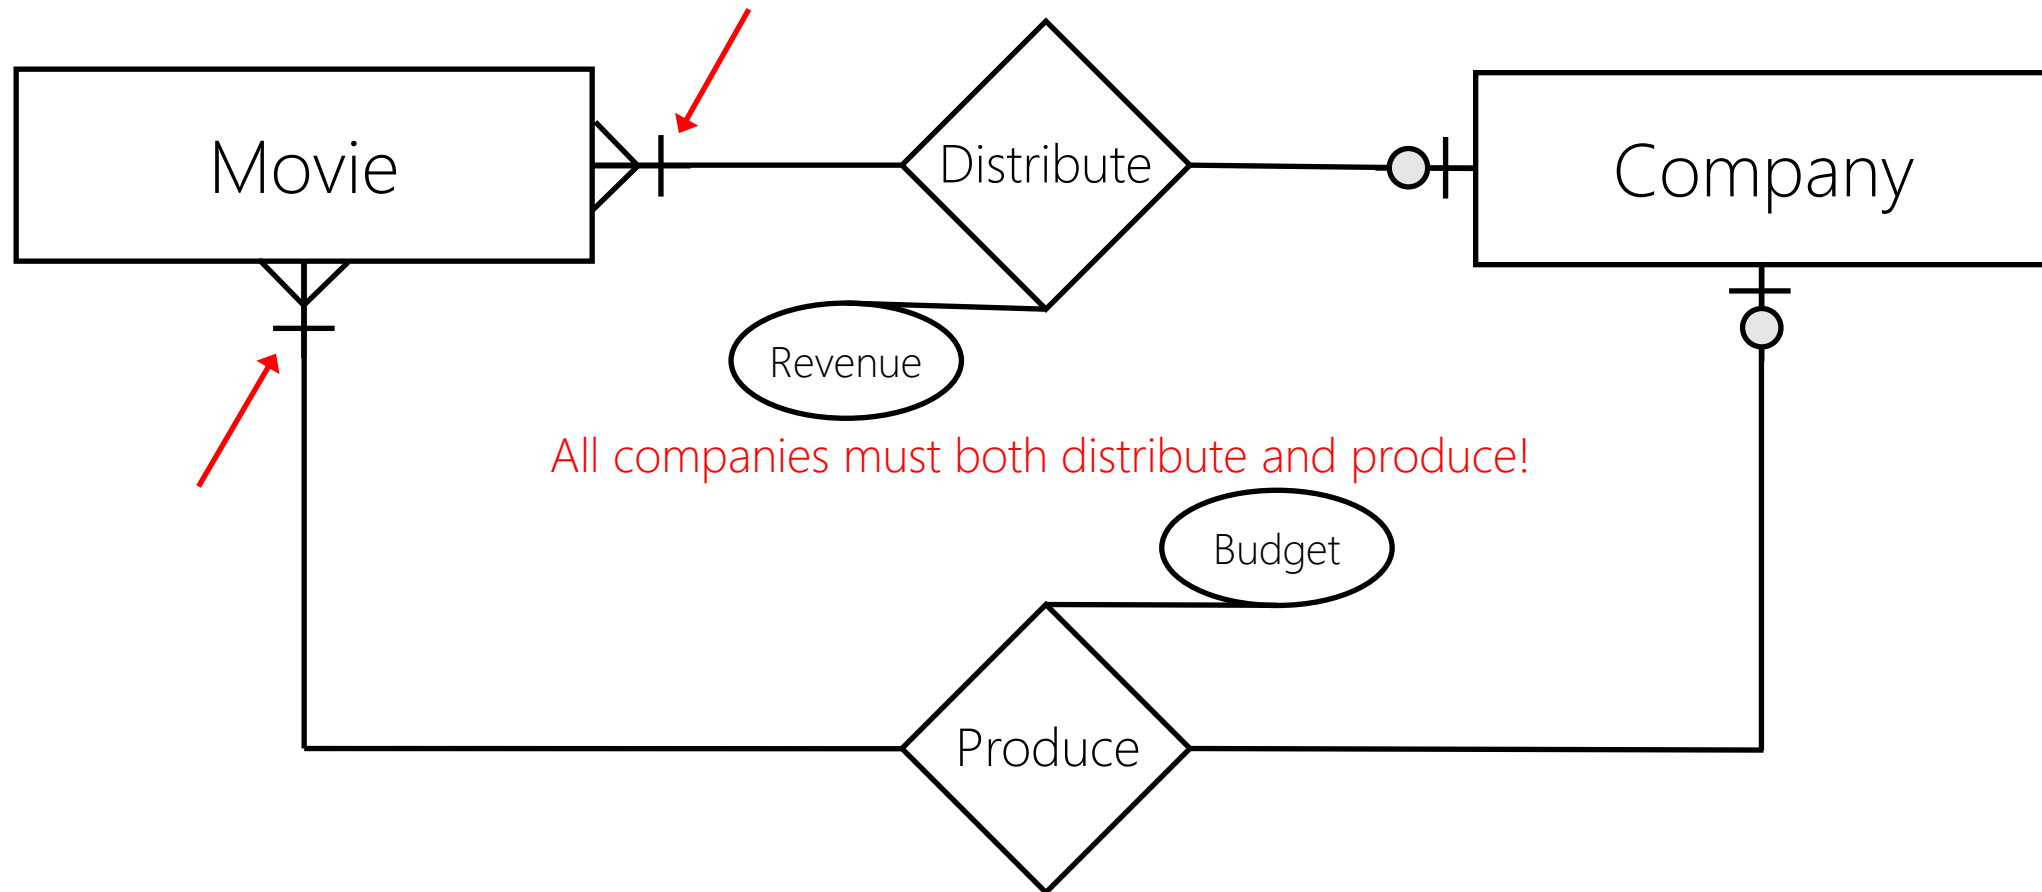 Movie
Distribute
Company
Revenue
All companies must both distribute and produce!
Budget
Produce